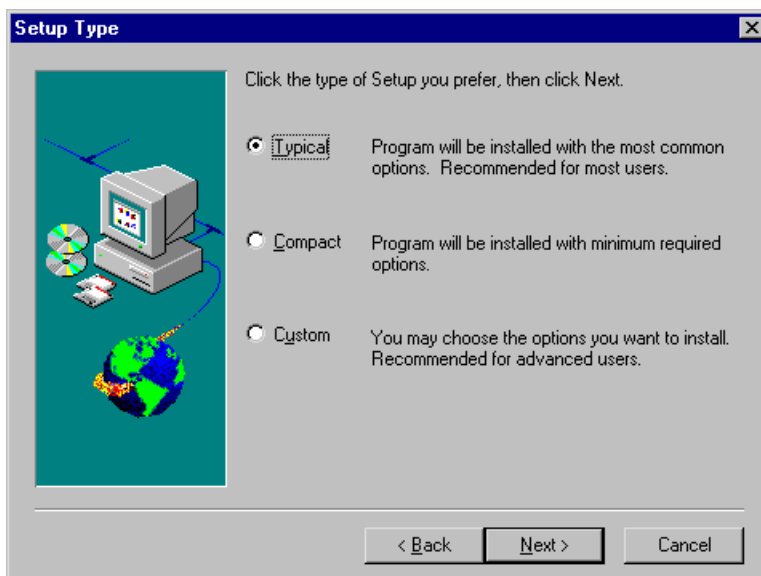 Setup Type
Click the type of Setup you prefer, then click Next.
Typical
Program will be installed with the most common
options.  Recommended for most users.
Compact
Program will be installed with minimum required
options.
Custom
You may choose the options you want to install.
Recommended for advanced users.
< Back
Next >
Cancel